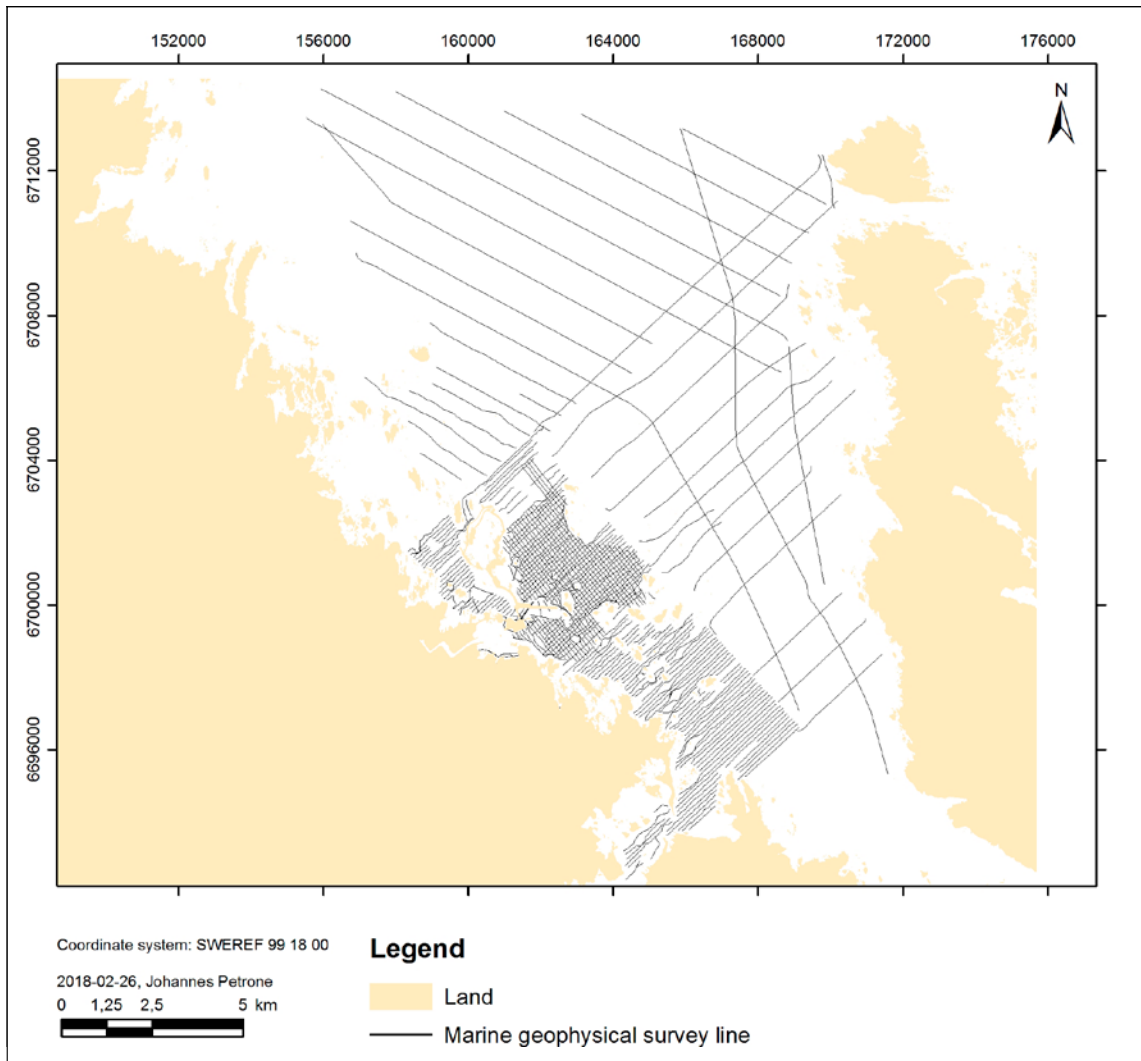 152000 156000 160000 164000 168000 172000 176000
N
6712000
6708000
6704000
6700000
6696000
Coordinate system: SWEREF 99 18 00
2018-02-26, Johannes Petrone
0 1,25 2,5 5 km
Legend
Land
Marine geophysical survey line